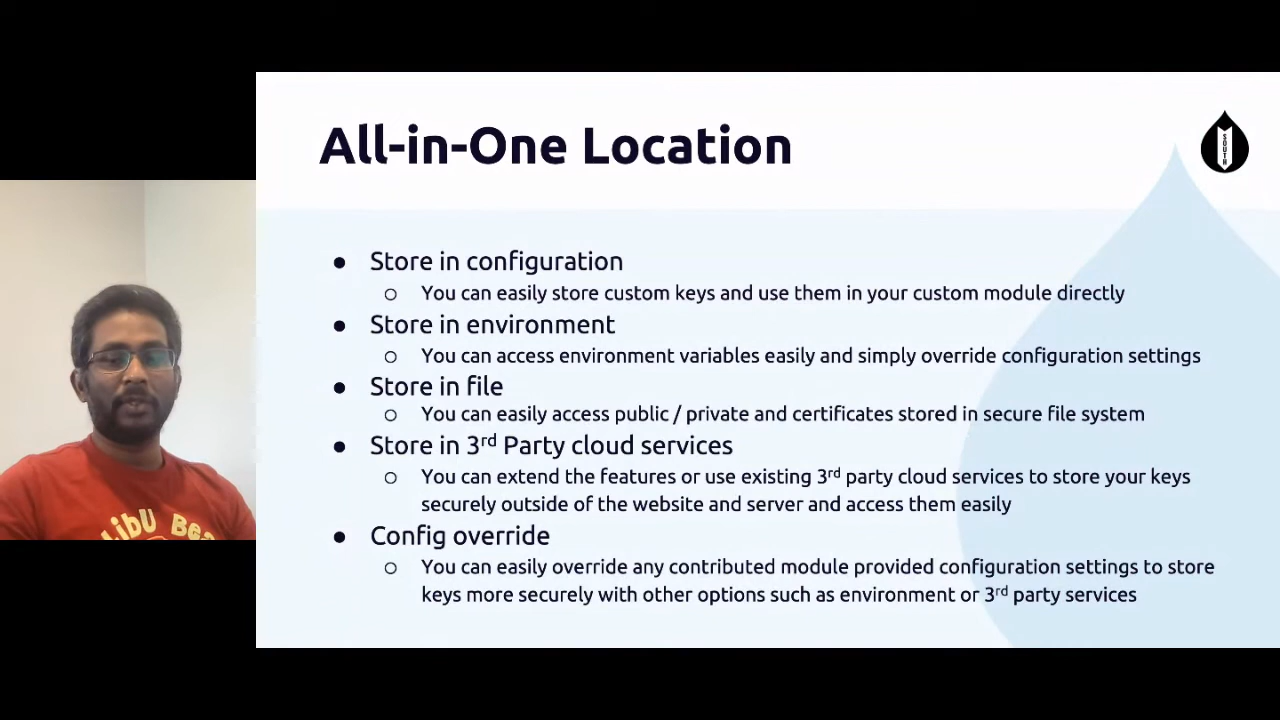 All-in-One Location
SOUTH
● Store in configuration
○ You can easily store custom keys and use them in your custom module directly
● Store in environment
○ You can access environment variables easily and simply override configuration settings
● Store in file
○ You can easily access public / private and certificates stored in secure file system
● Store in 3rd Party cloud services
○ You can extend the features or use existing 3rd party cloud services to store your keys
securely outside of the website and server and access them easily
● Config override
○ You can easily override any contributed module provided configuration settings to store
keys more securely with other options such as environment or 3rd party services